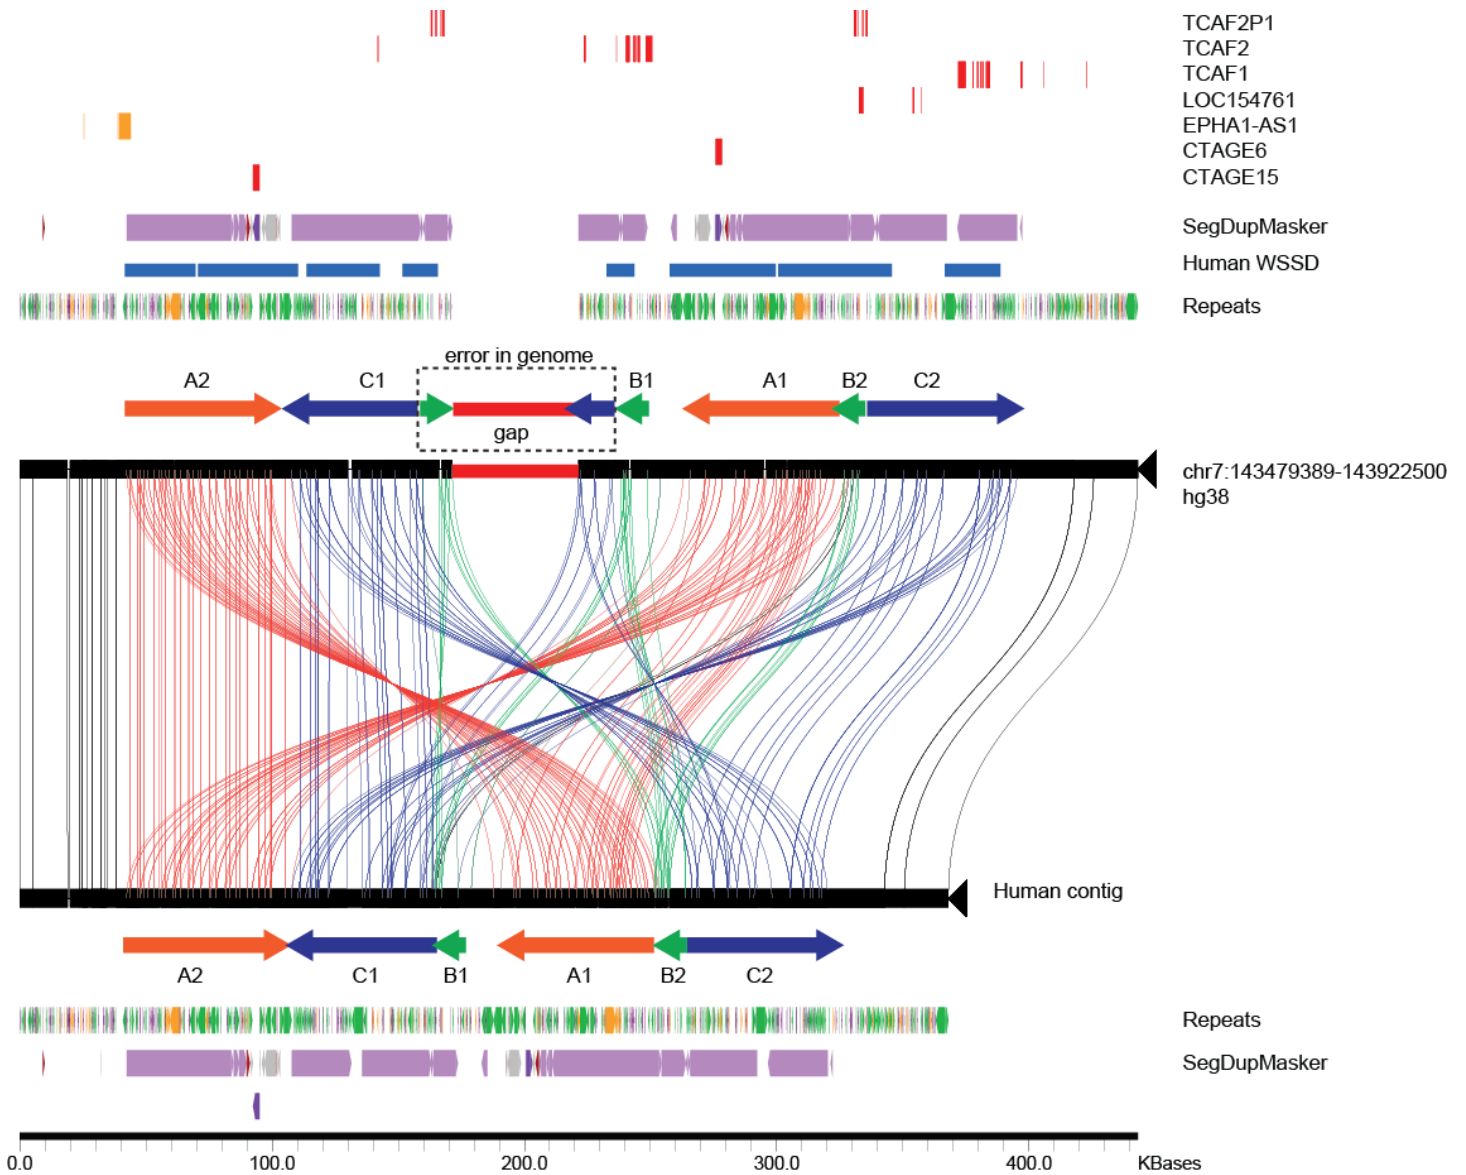 TCAF2P1
TCAF2
TCAF1
LOC154761
EPHA1-AS1
CTAGE6
CTAGE15
SegDupMasker
Human WSSD
Repeats
error in genome
A2 C1 B1 A1 B2 C2
gap
chr7:143479389-143922500
hg38
Human contig
A2 C1 B1 A1 B2 C2
Repeats
SegDupMasker
0.0 100.0 200.0 300.0 400.0 KBases